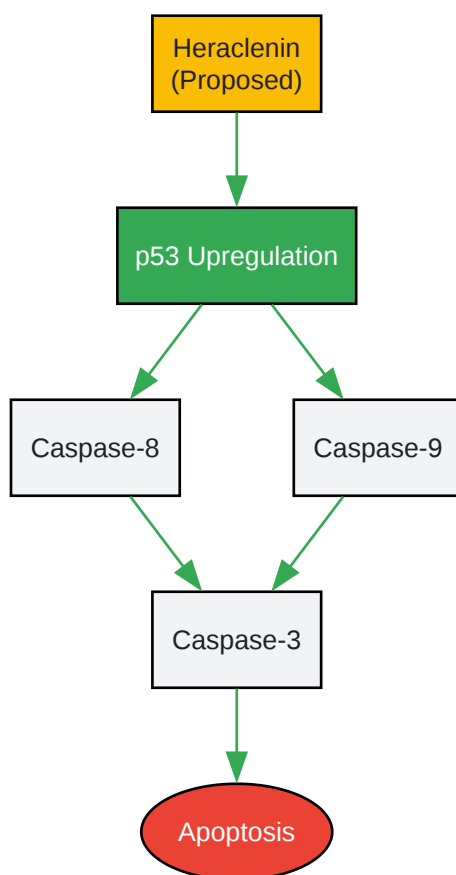 Heraclenin
(Proposed)
p53 Upregulation
Caspase-8
Caspase-9
Caspase-3
Apoptosis